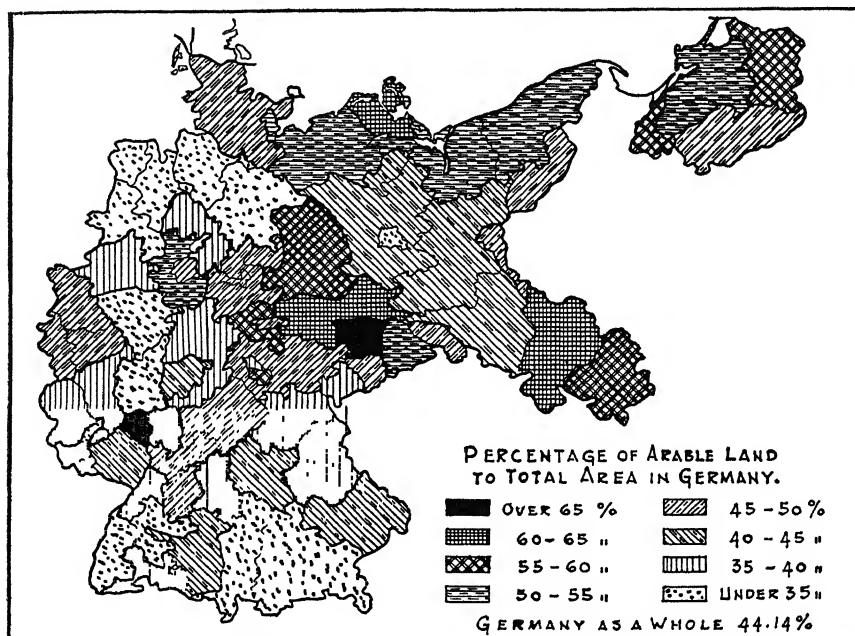 PERCENTAGE OF ARABLE LAND
TO TOTAL AREA IN GERMANY.
OVER 65 %
60-65 "
55-60 "
50-55 "
45-50 %
40-45 "
35-40 "
UNDER 35 "
GERMANY AS A WHOLE 44.14%